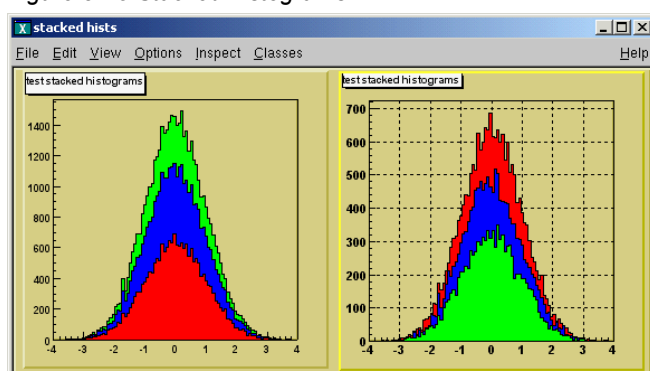 X stacked hists
File Edit View Options Inspect Classes Help
test stacked histograms
1400
1200
1000
800
600
400
200
0
-4 -3 -2 -1 0 1 2 3 4
test stacked histograms
700
600
500
400
300
200
100
0
-4 -3 -2 -1 0 1 2 3 4